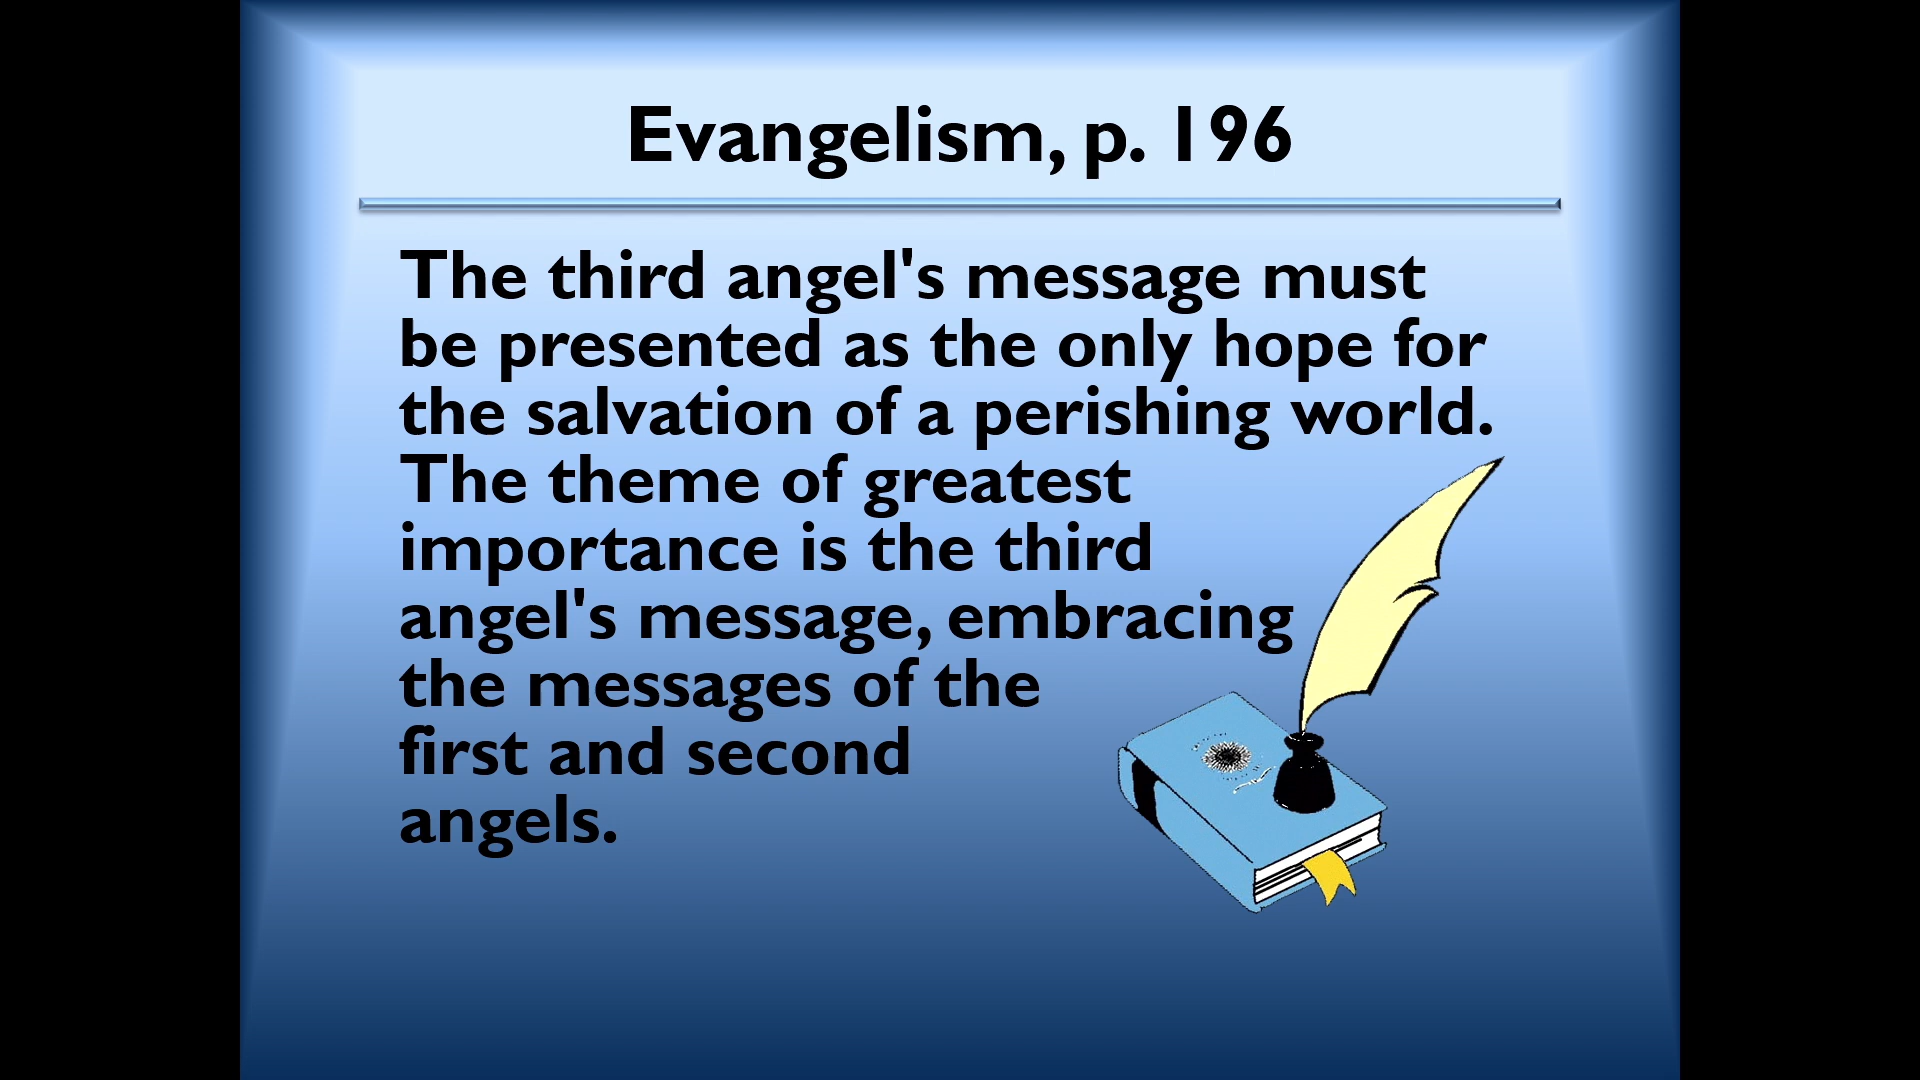 Evangelism, p. 196
The third angel's message must
be presented as the only hope for
the salvation of a perishing world.
The theme of greatest
importance is the third
angel's message, embracing
the messages of the
first and second
angels.